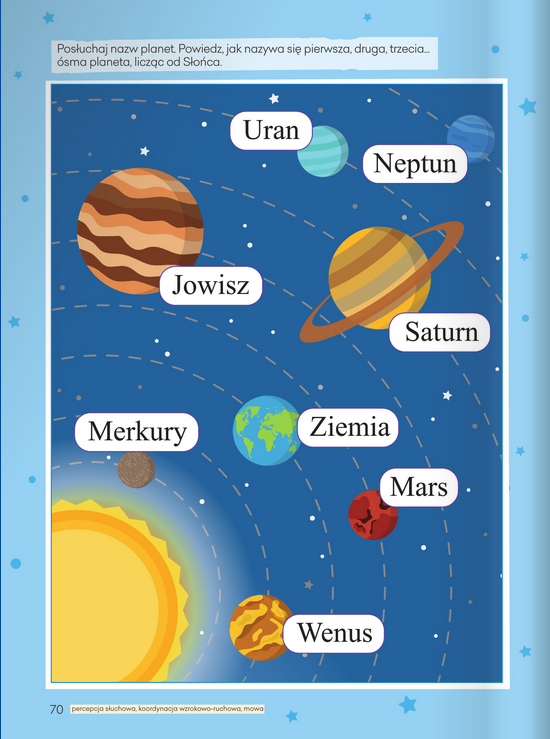 Posłuchaj nazw planet. Powiedz, jak nazywa się pierwsza, druga, trzecia...
ósma planeta, licząc od Słońca.
Uran
Neptun
Jowisz
Saturn
Merkury
Ziemia
Mars
Wenus
70 percepcja słuchowa, koordynacja wzrokowo-ruchowa, mowa